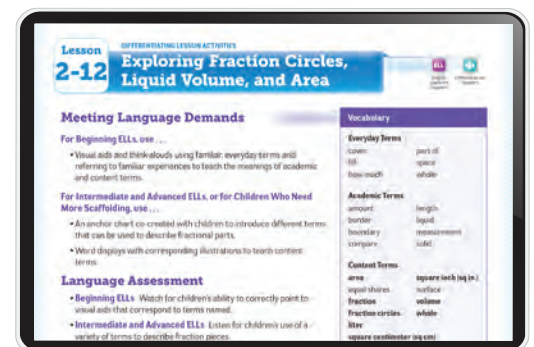 Lesson
2-12
DIFFERENTIATING LESSON ACTIVITIES
Exploring Fraction Circles,
Liquid Volume, and Area
ELL
Meeting Language Demands
For Beginning ELLs, use . . .
• Visual aids and think-alouds using familiar, everyday terms and
referring to familiar experiences to teach the meanings of academic
and content terms.
For Intermediate and Advanced ELLs, or for Children Who Need
More Scaffolding, use . . .
• An anchor chart co-created with children to introduce different terms
that can be used to describe fractional parts.
• Word displays with corresponding illustrations to teach content
terms.
Language Assessment
• Beginning ELLs Watch for children's ability to correctly point to
visual aids that correspond to terms named.
• Intermediate and Advanced ELLs Listen for children's use of a
variety of terms to describe fraction pieces.
Vocabulary
Everyday Terms
cover part of
fill space
how much whole
Academic Terms
amount length
border liquid
boundary measurement
compare solid
Content Terms
area square inch (sq in.)
equal shares surface
fraction volume
fraction circles whole
liter
square centimeter (sq cm)